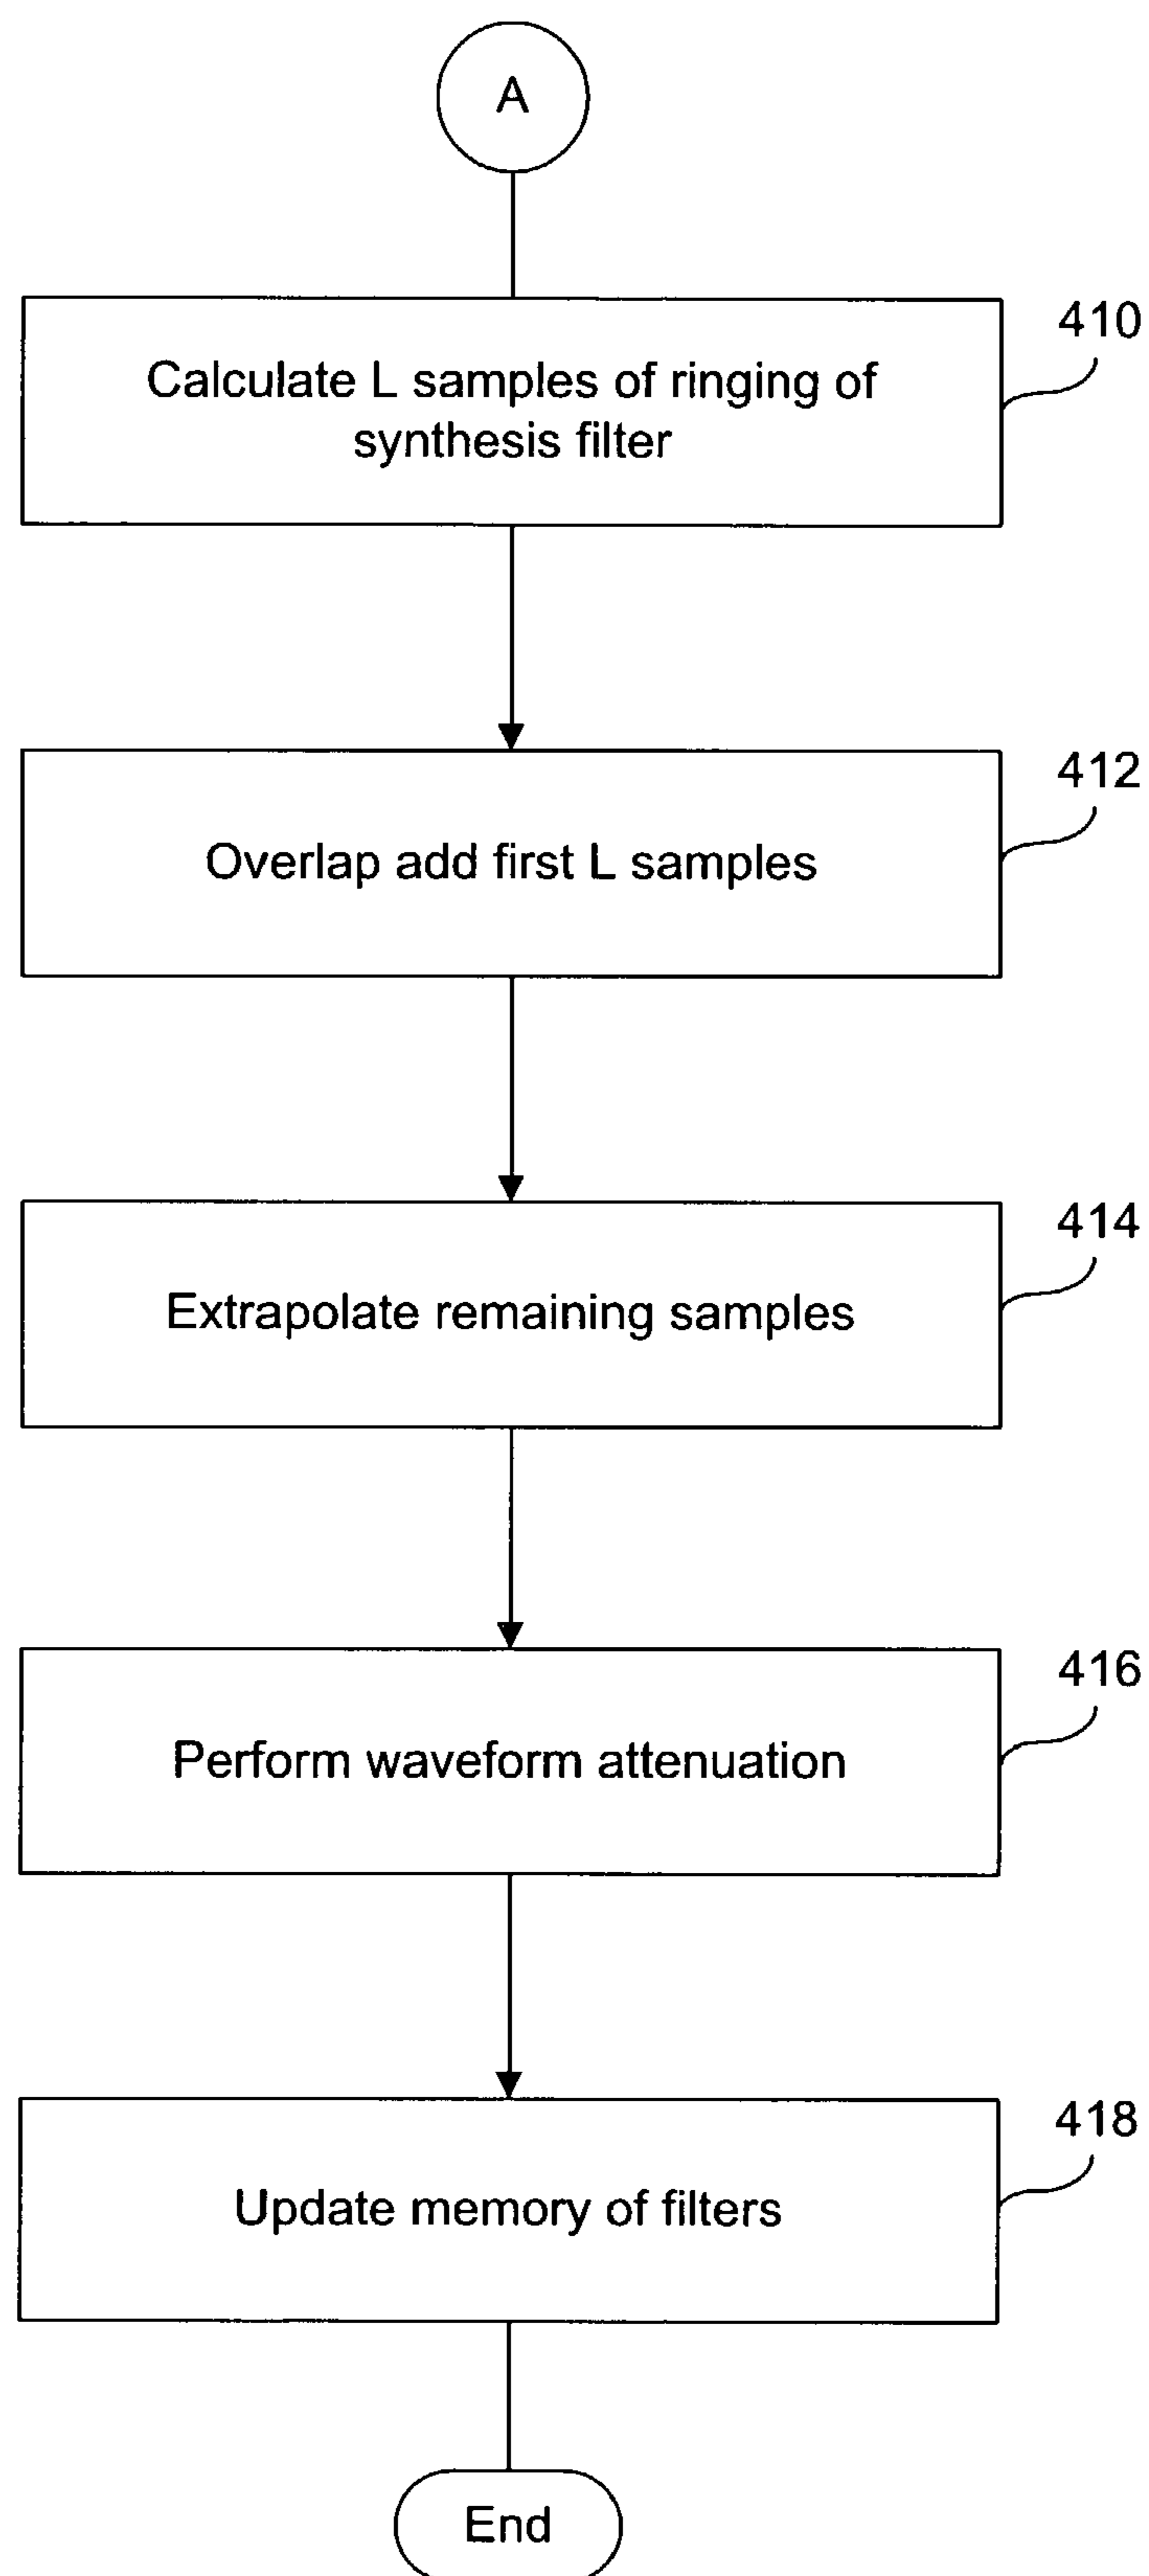 A
410
Calculate L samples of ringing of
synthesis filter
412
Overlap add first L samples
414
Extrapolate remaining samples
416
Perform waveform attenuation
418
Update memory of filters
End